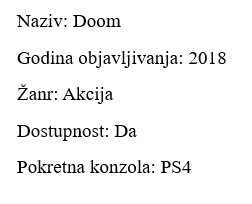 Naziv: Doom
Godina objavljivanja: 2018
Žanr: Akcija
Dostupnost: Da
Pokretna konzola: PS4